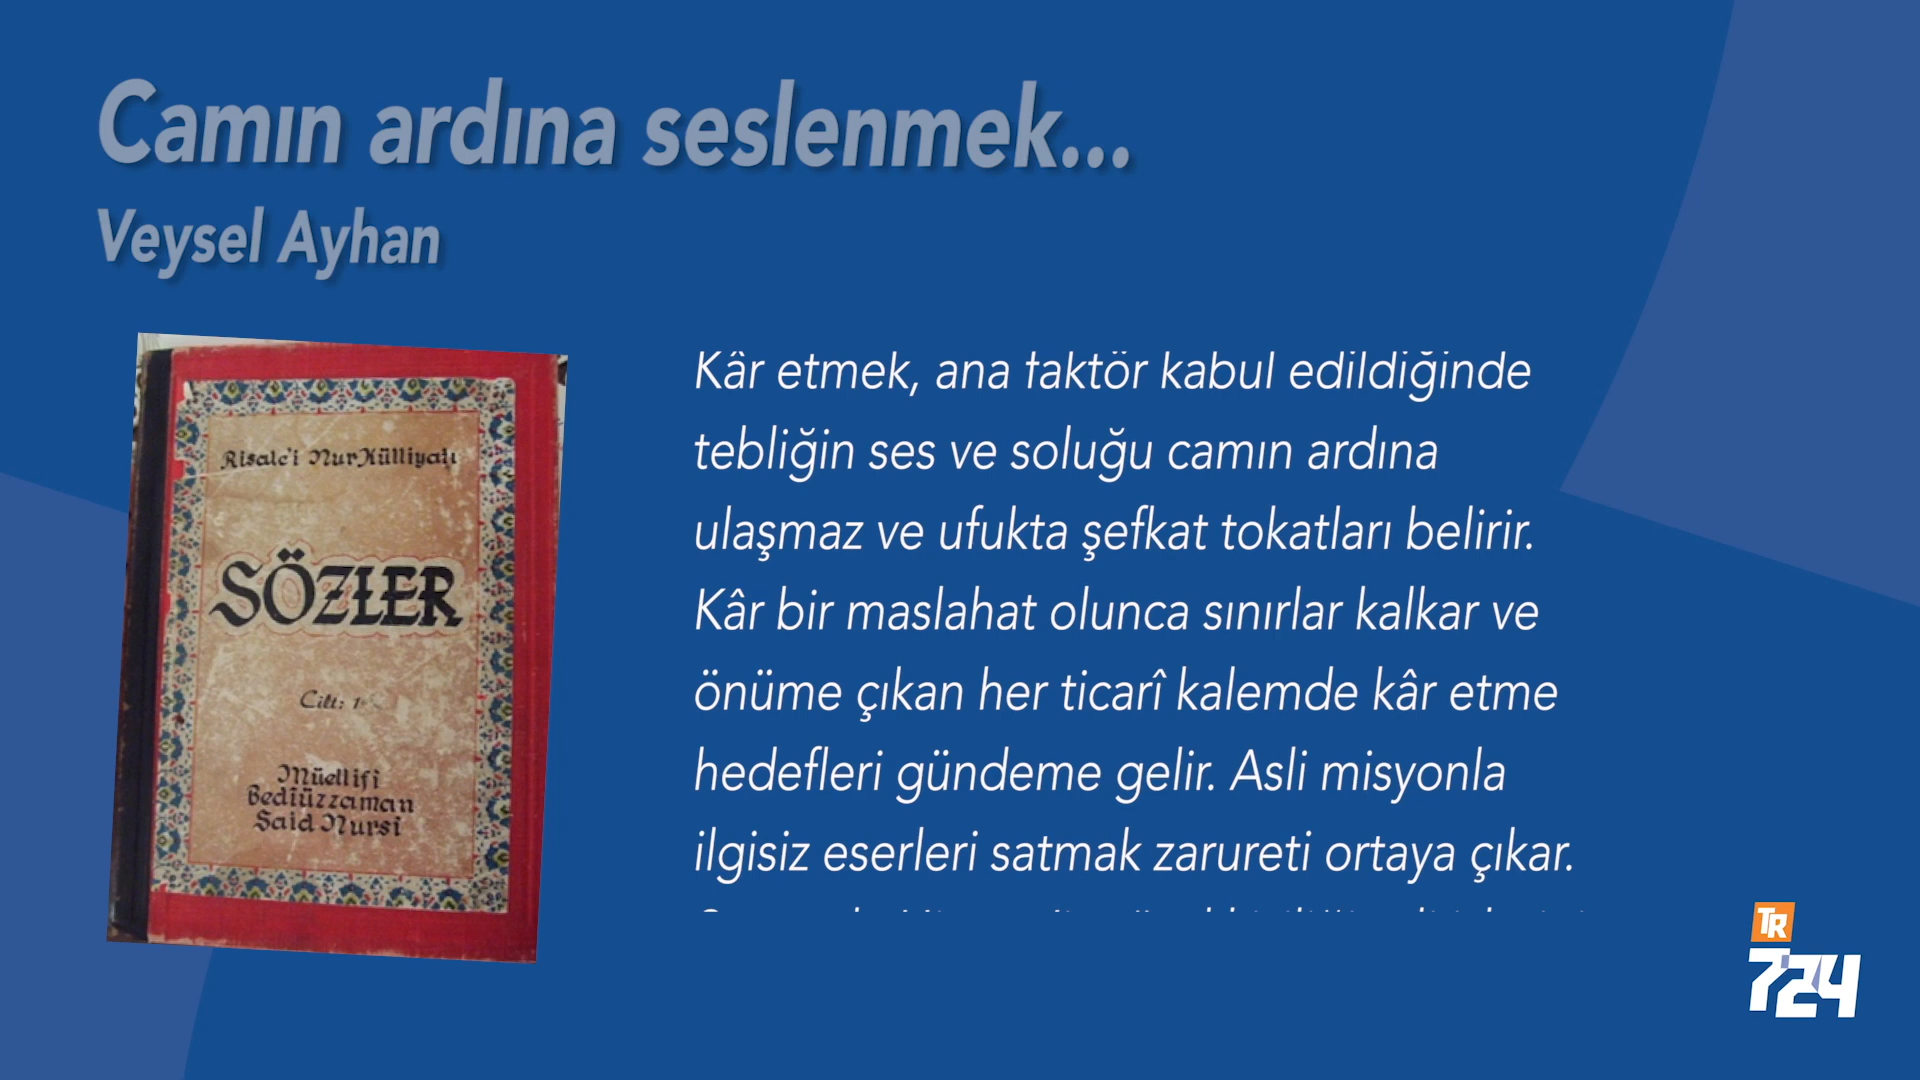 Camın ardına seslenmek...
Veysel Ayhan
Risale'i Nur Külliyatı
SÖZLER
Cilt: 1
Müellifi
Bediüzzaman
Said Nursi
Kâr etmek, ana faktör kabul edildiğinde
tebliğin ses ve soluğu camın ardına
ulaşmaz ve ufukta şefkat tokatları belirir.
Kâr bir maslahat olunca sınırlar kalkar ve
önüme çıkan her ticarî kalemde kâr etme
hedefleri gündeme gelir. Asli misyonla
ilgisiz eserleri satmak zarureti ortaya çıkar.
TR
724